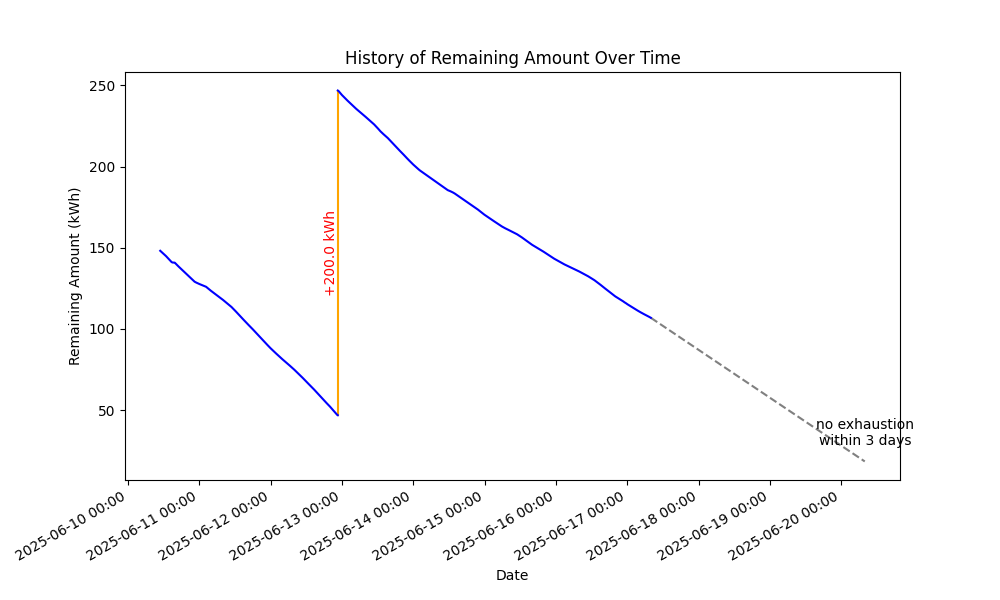 History of Remaining Amount Over Time
250
200
150
100
50
Remaining Amount (kWh)
+200.0 kWh
no exhaustion
within 3 days
2025-06-10 00:00
2025-06-11 00:00
2025-06-12 00:00
2025-06-13 00:00
2025-06-14 00:00
2025-06-15 00:00
2025-06-16 00:00
2025-06-17 00:00
2025-06-18 00:00
2025-06-19 00:00
2025-06-20 00:00
Date